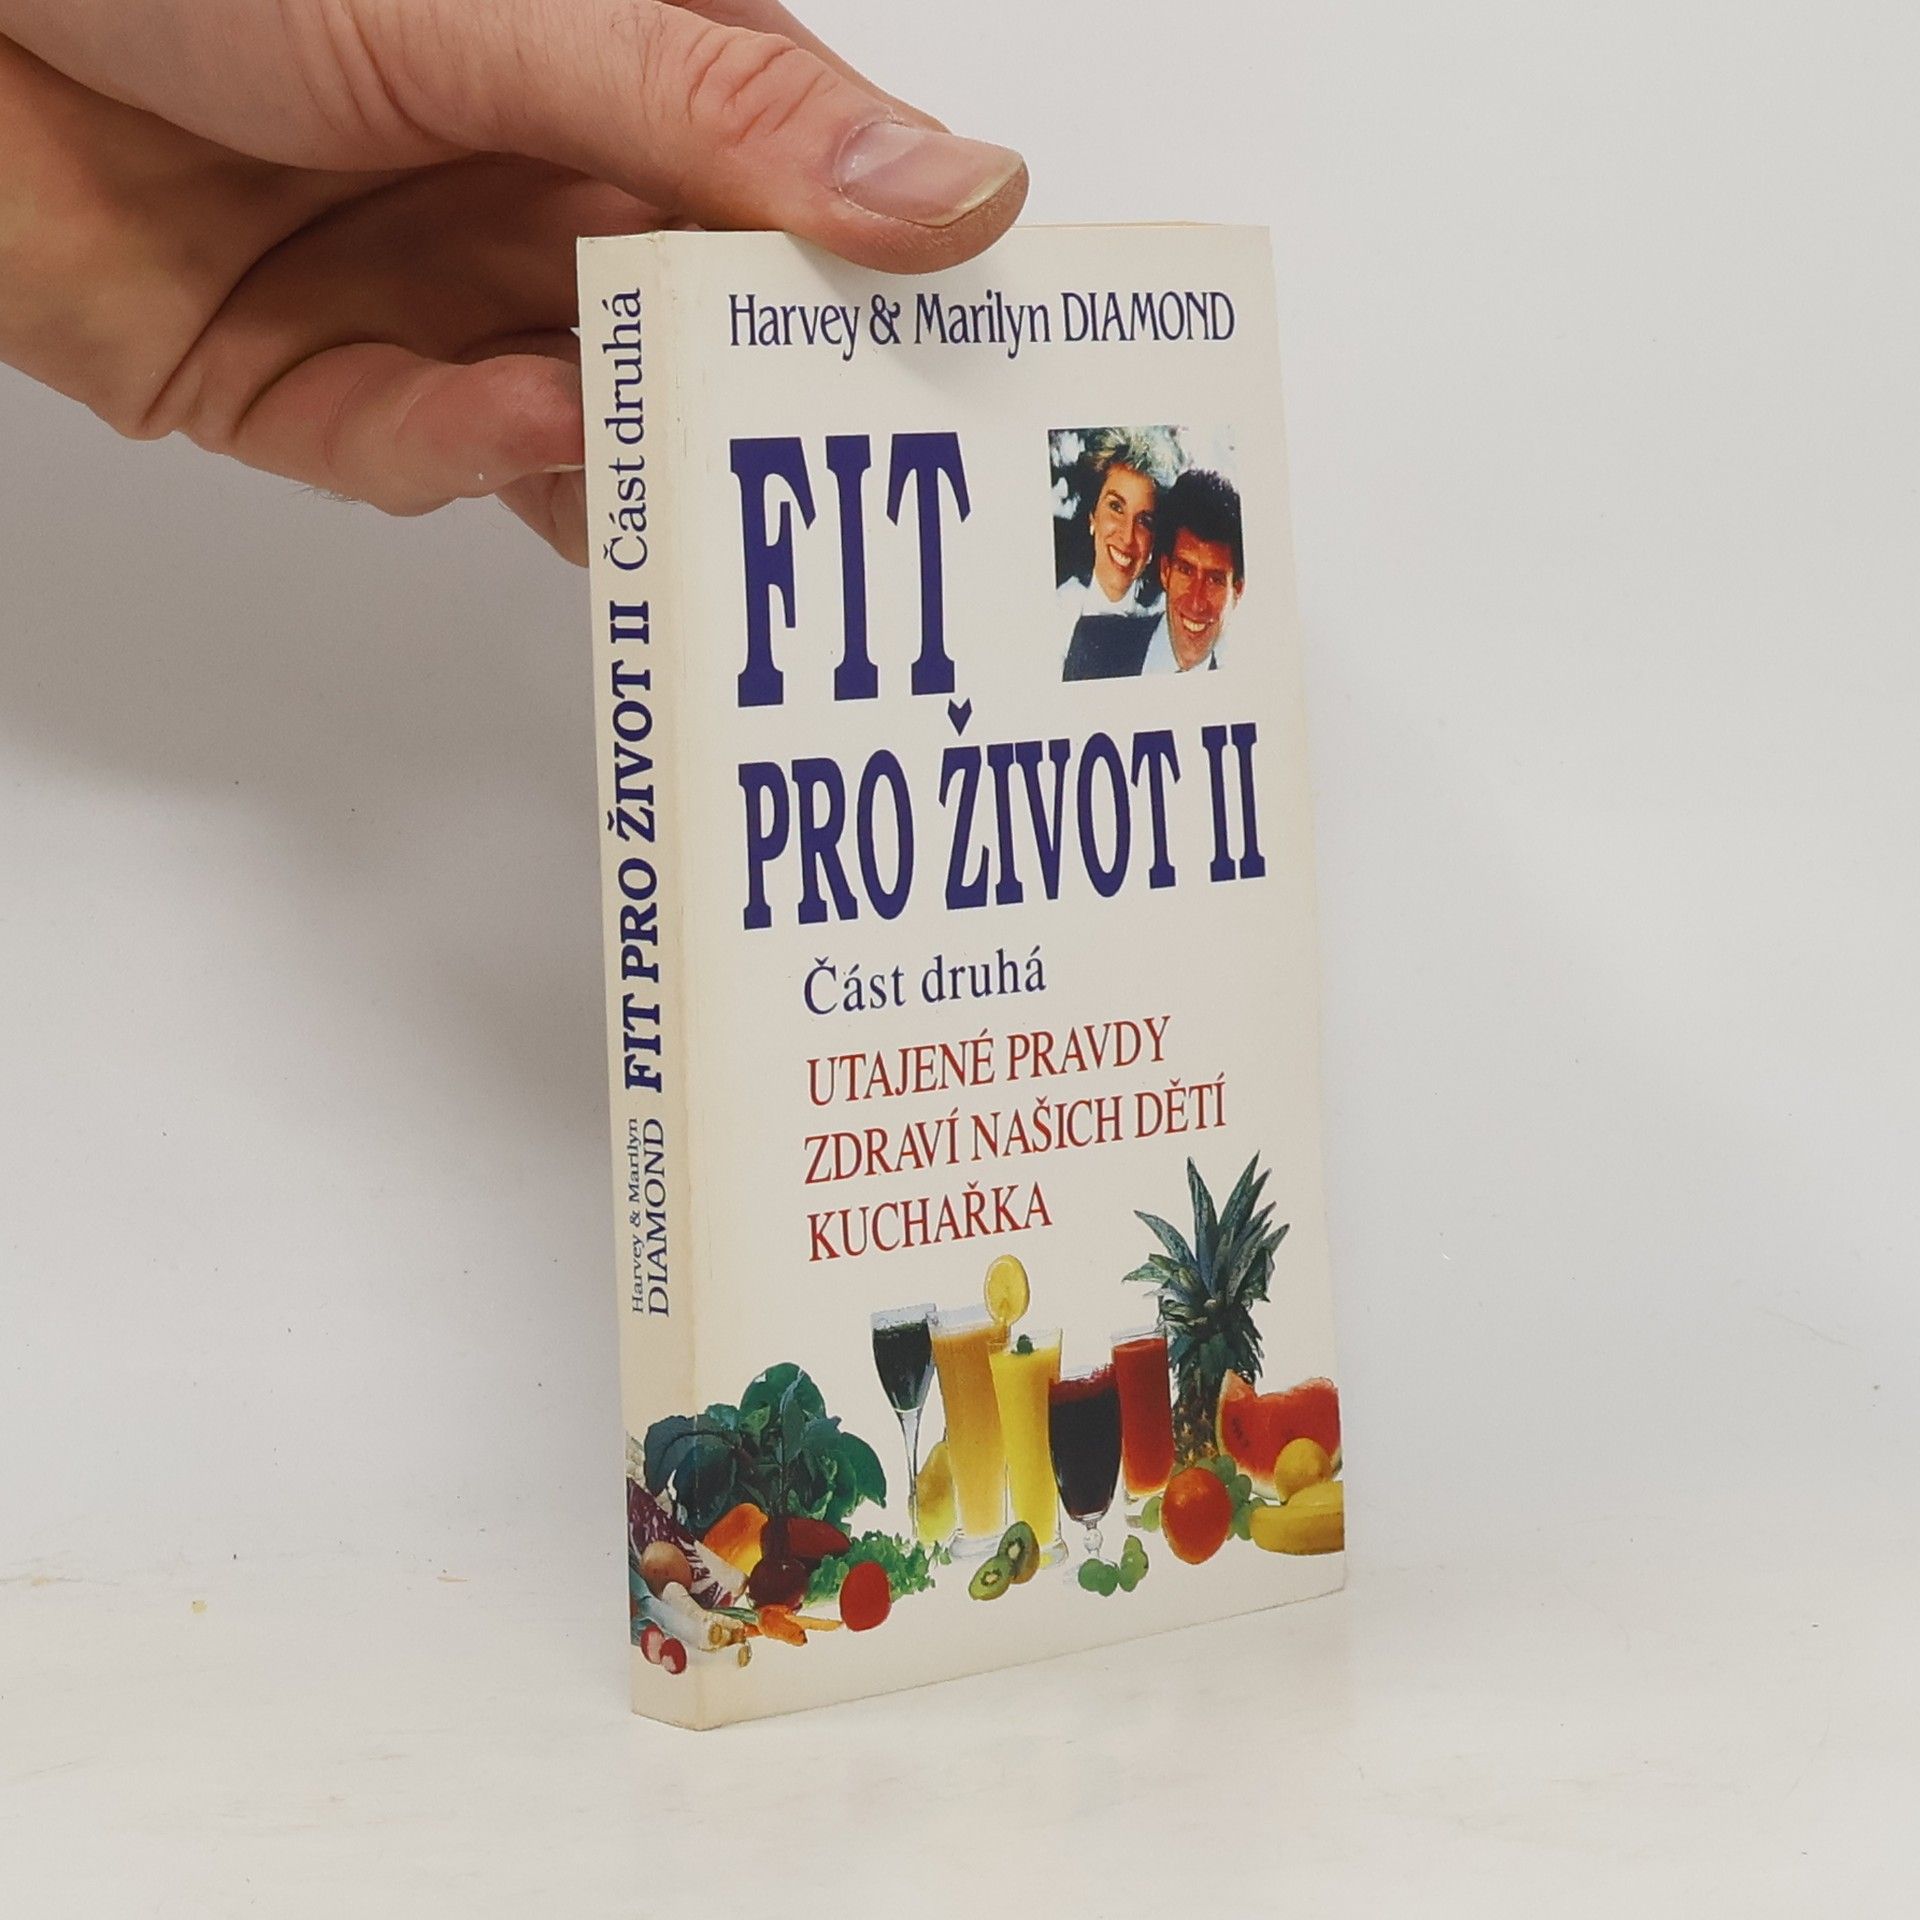 Harvey & Marilyn DIAMOND
FIT
PRO ŽIVOT II
Část druhá
UTAJENÉ PRAVDY
ZDRAVÍ NAŠICH DĚTÍ
KUCHAŘKA
Harvey & Marilyn
DIAMOND
FIT PRO ŽIVOT II Část druhá